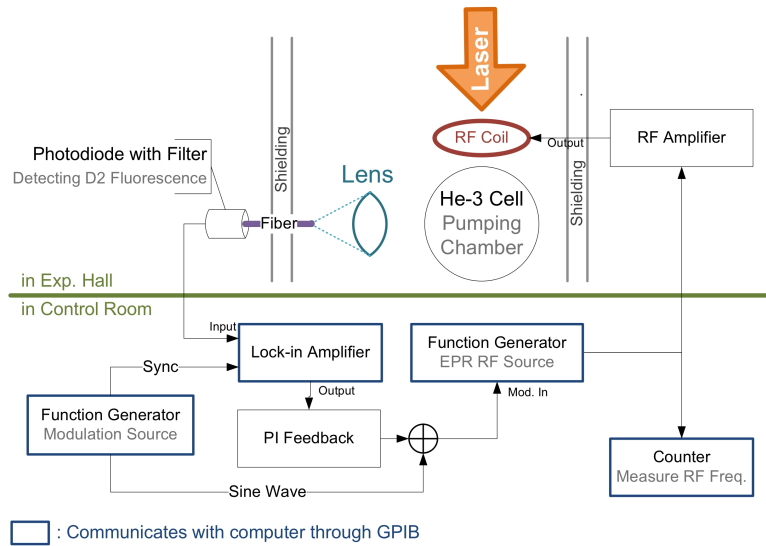 Laser
RF Coil
Output
RF Amplifier
Shielding
Shielding
Photodiode with Filter
Detecting D2 Fluorescence
Lens
Fiber
He-3 Cell
Pumping
Chamber
in Exp. Hall
in Control Room
Input
Lock-in Amplifier
Sync
Output
Function Generator
EPR RF Source
Mod. In
Function Generator
Modulation Source
PI Feedback
Sine Wave
Counter
Measure RF Freq.
: Communicates with computer through GPIB